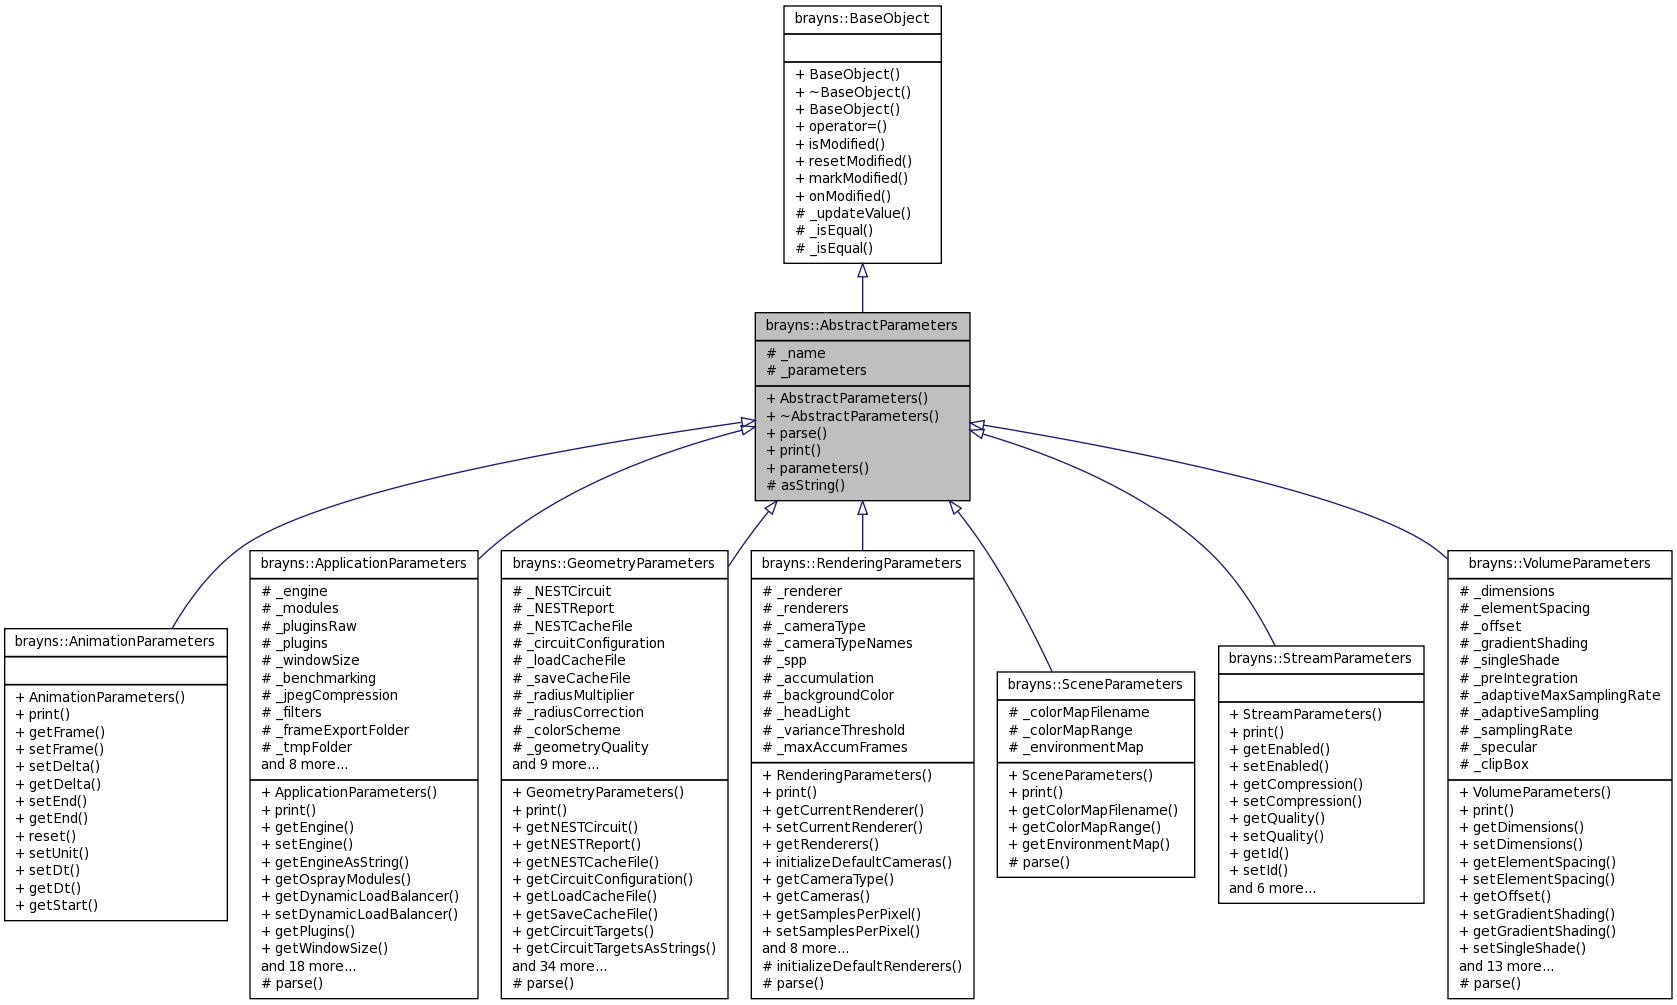 brayns::BaseObject
+ BaseObject()
+ ~BaseObject()
+ BaseObject()
+ operator=()
+ isModified()
+ resetModified()
+ markModified()
+ onModified()
# _updateValue()
# _isEqual()
# _isEqual()
brayns::AbstractParameters
# _name
# _parameters
+ AbstractParameters()
+ ~AbstractParameters()
+ parse()
+ print()
+ parameters()
# asString()
brayns::AnimationParameters
+ AnimationParameters()
+ print()
+ getFrame()
+ setFrame()
+ setDelta()
+ getDelta()
+ setEnd()
+ getEnd()
+ reset()
+ setUnit()
+ setDt()
+ getDt()
+ getStart()
brayns::ApplicationParameters
# _engine
# _modules
# _pluginsRaw
# _plugins
# _windowSize
# _benchmarking
# _jpegCompression
# _filters
# _frameExportFolder
# _tmpFolder
and 8 more...
+ ApplicationParameters()
+ print()
+ getEngine()
+ setEngine()
+ getEngineAsString()
+ getOsprayModules()
+ getDynamicLoadBalancer()
+ setDynamicLoadBalancer()
+ getPlugins()
+ getWindowSize()
and 18 more...
# parse()
brayns::GeometryParameters
# _NESTCircuit
# _NESTReport
# _NESTCacheFile
# _circuitConfiguration
# _loadCacheFile
# _saveCacheFile
# _radiusMultiplier
# _radiusCorrection
# _colorScheme
# _geometryQuality
and 9 more...
+ GeometryParameters()
+ print()
+ getNESTCircuit()
+ getNESTReport()
+ getNESTCacheFile()
+ getCircuitConfiguration()
+ getLoadCacheFile()
+ getSaveCacheFile()
+ getCircuitTargets()
+ getCircuitTargetsAsStrings()
and 34 more...
# parse()
brayns::RenderingParameters
# _renderer
# _renderers
# _cameraType
# _cameraTypeNames
# _spp
# _accumulation
# _backgroundColor
# _headLight
# _varianceThreshold
# _maxAccumFrames
+ RenderingParameters()
+ print()
+ getCurrentRenderer()
+ setCurrentRenderer()
+ getRenderers()
+ initializeDefaultCameras()
+ getCameraType()
+ getCameras()
+ getSamplesPerPixel()
+ setSamplesPerPixel()
and 8 more...
# initializeDefaultRenderers()
# parse()
brayns::SceneParameters
# _colorMapFilename
# _colorMapRange
# _environmentMap
+ SceneParameters()
+ print()
+ getColorMapFilename()
+ getColorMapRange()
+ getEnvironmentMap()
# parse()
brayns::StreamParameters
+ StreamParameters()
+ print()
+ getEnabled()
+ setEnabled()
+ getCompression()
+ setCompression()
+ getQuality()
+ setQuality()
+ getId()
+ setId()
and 6 more...
brayns::VolumeParameters
# _dimensions
# _elementSpacing
# _offset
# _gradientShading
# _singleShade
# _preIntegration
# _adaptiveMaxSamplingRate
# _adaptiveSampling
# _samplingRate
# _specular
# _clipBox
+ VolumeParameters()
+ print()
+ getDimensions()
+ setDimensions()
+ getElementSpacing()
+ setElementSpacing()
+ getOffset()
+ setGradientShading()
+ getGradientShading()
+ setSingleShade()
and 13 more...
# parse()